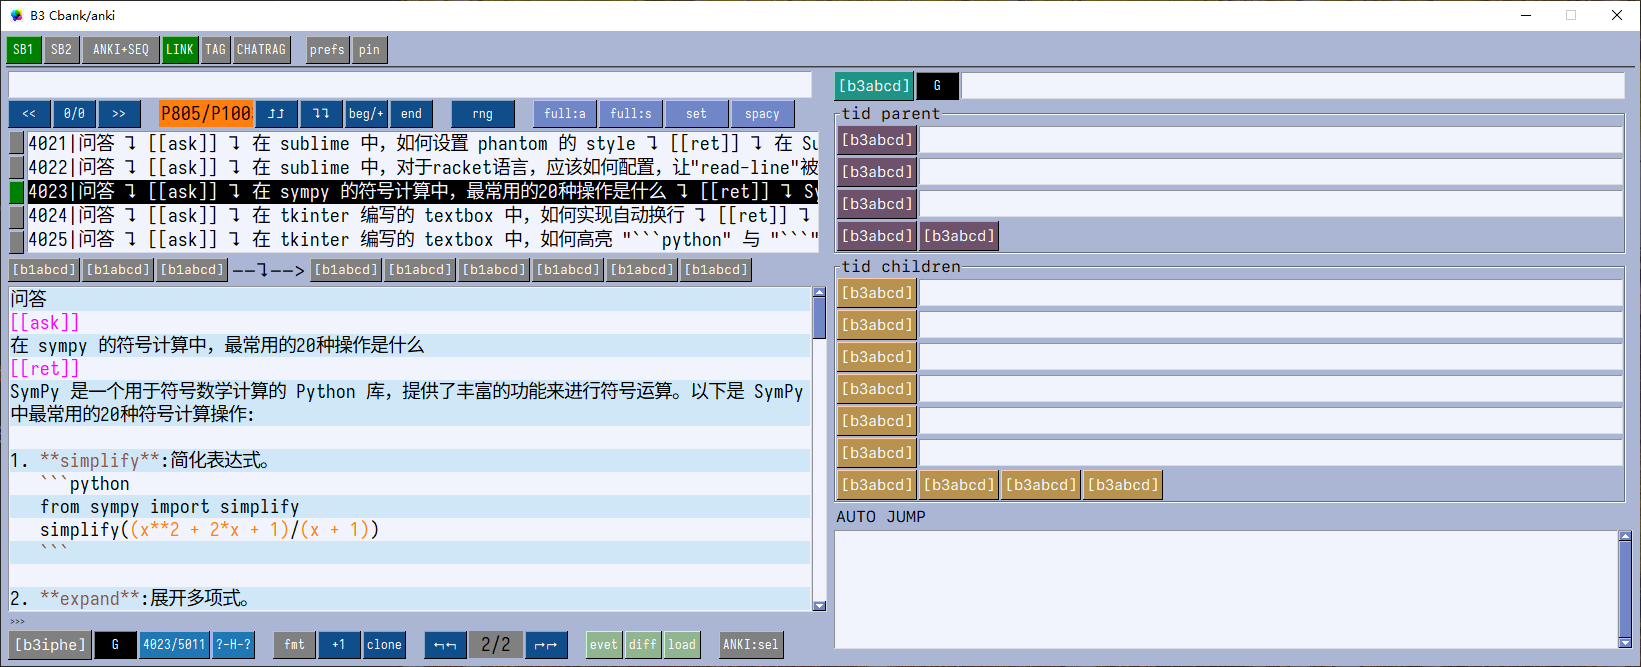 B3 Cbank/anki
SB1 SB2 ANKI+SEQ LINK TAG CHATRAG prefs pin
<< 0/0 >> P805/P100 beg/+ end rng full:a full:s set spacy
4021|问答 ↴ [[ask]] ↴ 在 sublime 中，如何设置 phantom 的 style ↴ [[ret]] ↴ 在 Su
4022|问答 ↴ [[ask]] ↴ 在 sublime 中，对于racket语言，应该如何配置，让"read-line"被
4023|问答 ↴ [[ask]] ↴ 在 sympy 的符号计算中，最常用的20种操作是什么 ↴ [[ret]] ↴ Sy
4024|问答 ↴ [[ask]] ↴ 在 tkinter 编写的 textbox 中，如何实现自动换行 ↴ [[ret]] ↴
4025|问答 ↴ [[ask]] ↴ 在 tkinter 编写的 textbox 中，如何高亮 "```python" 与 "```"
[b1abcd] [b1abcd] [b1abcd] --↴--> [b1abcd] [b1abcd] [b1abcd] [b1abcd] [b1abcd] [b1abcd]
问答
[[ask]]
在 sympy 的符号计算中，最常用的20种操作是什么
[[ret]]
SymPy 是一个用于符号数学计算的 Python 库，提供了丰富的功能来进行符号运算。以下是 SymPy
中最常用的20种符号计算操作:
1. **simplify**:简化表达式。
```python
from sympy import simplify
simplify((x**2 + 2*x + 1)/(x + 1))
```
2. **expand**:展开多项式。
>>>
[b3iphe] G 4023/5011 ?-H-? fmt +1 clone ↰↰ 2/2 ↱↱ evet diff load ANKI:sel
[b3abcd] G
tid parent
[b3abcd]
[b3abcd]
[b3abcd]
[b3abcd] [b3abcd]
tid children
[b3abcd]
[b3abcd]
[b3abcd]
[b3abcd]
[b3abcd]
[b3abcd]
[b3abcd] [b3abcd] [b3abcd] [b3abcd]
AUTO JUMP